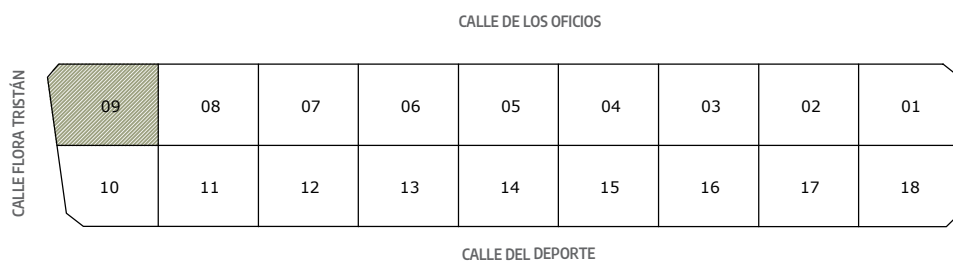 CALLE DE LOS OFICIOS
CALLE FLORA TRISTÁN
09 08 07 06 05 04 03 02 01
10 11 12 13 14 15 16 17 18
CALLE DEL DEPORTE